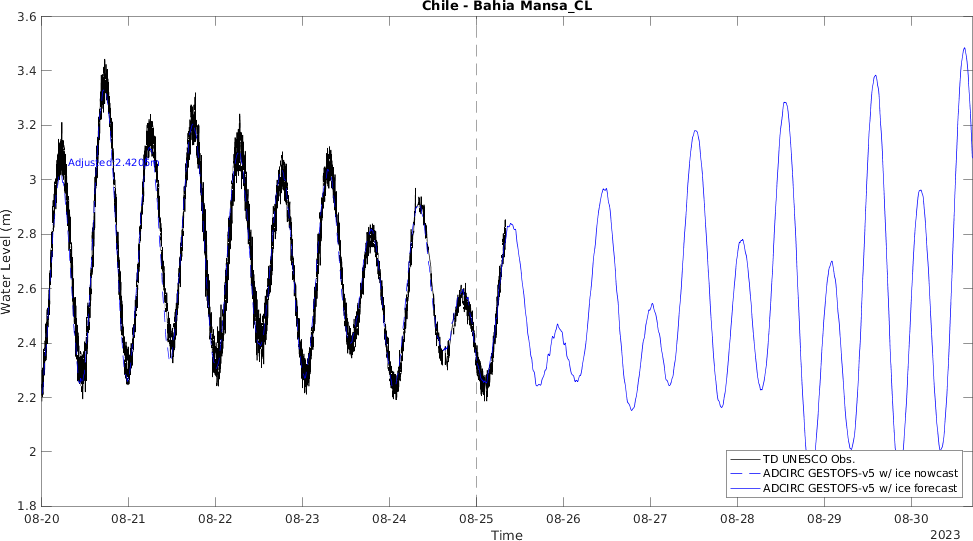 Chile - Bahia Mansa_CL
3.6
3.4
3.2
3
2.8
2.6
2.4
2.2
2
1.8
Water Level (m)
Adjusted 2.4205m
TD UNESCO Obs.
ADCIRC GESTOFS-v5 w/ ice nowcast
ADCIRC GESTOFS-v5 w/ ice forecast
08-20 08-21 08-22 08-23 08-24 08-25 08-26 08-27 08-28 08-29 08-30
Time
2023